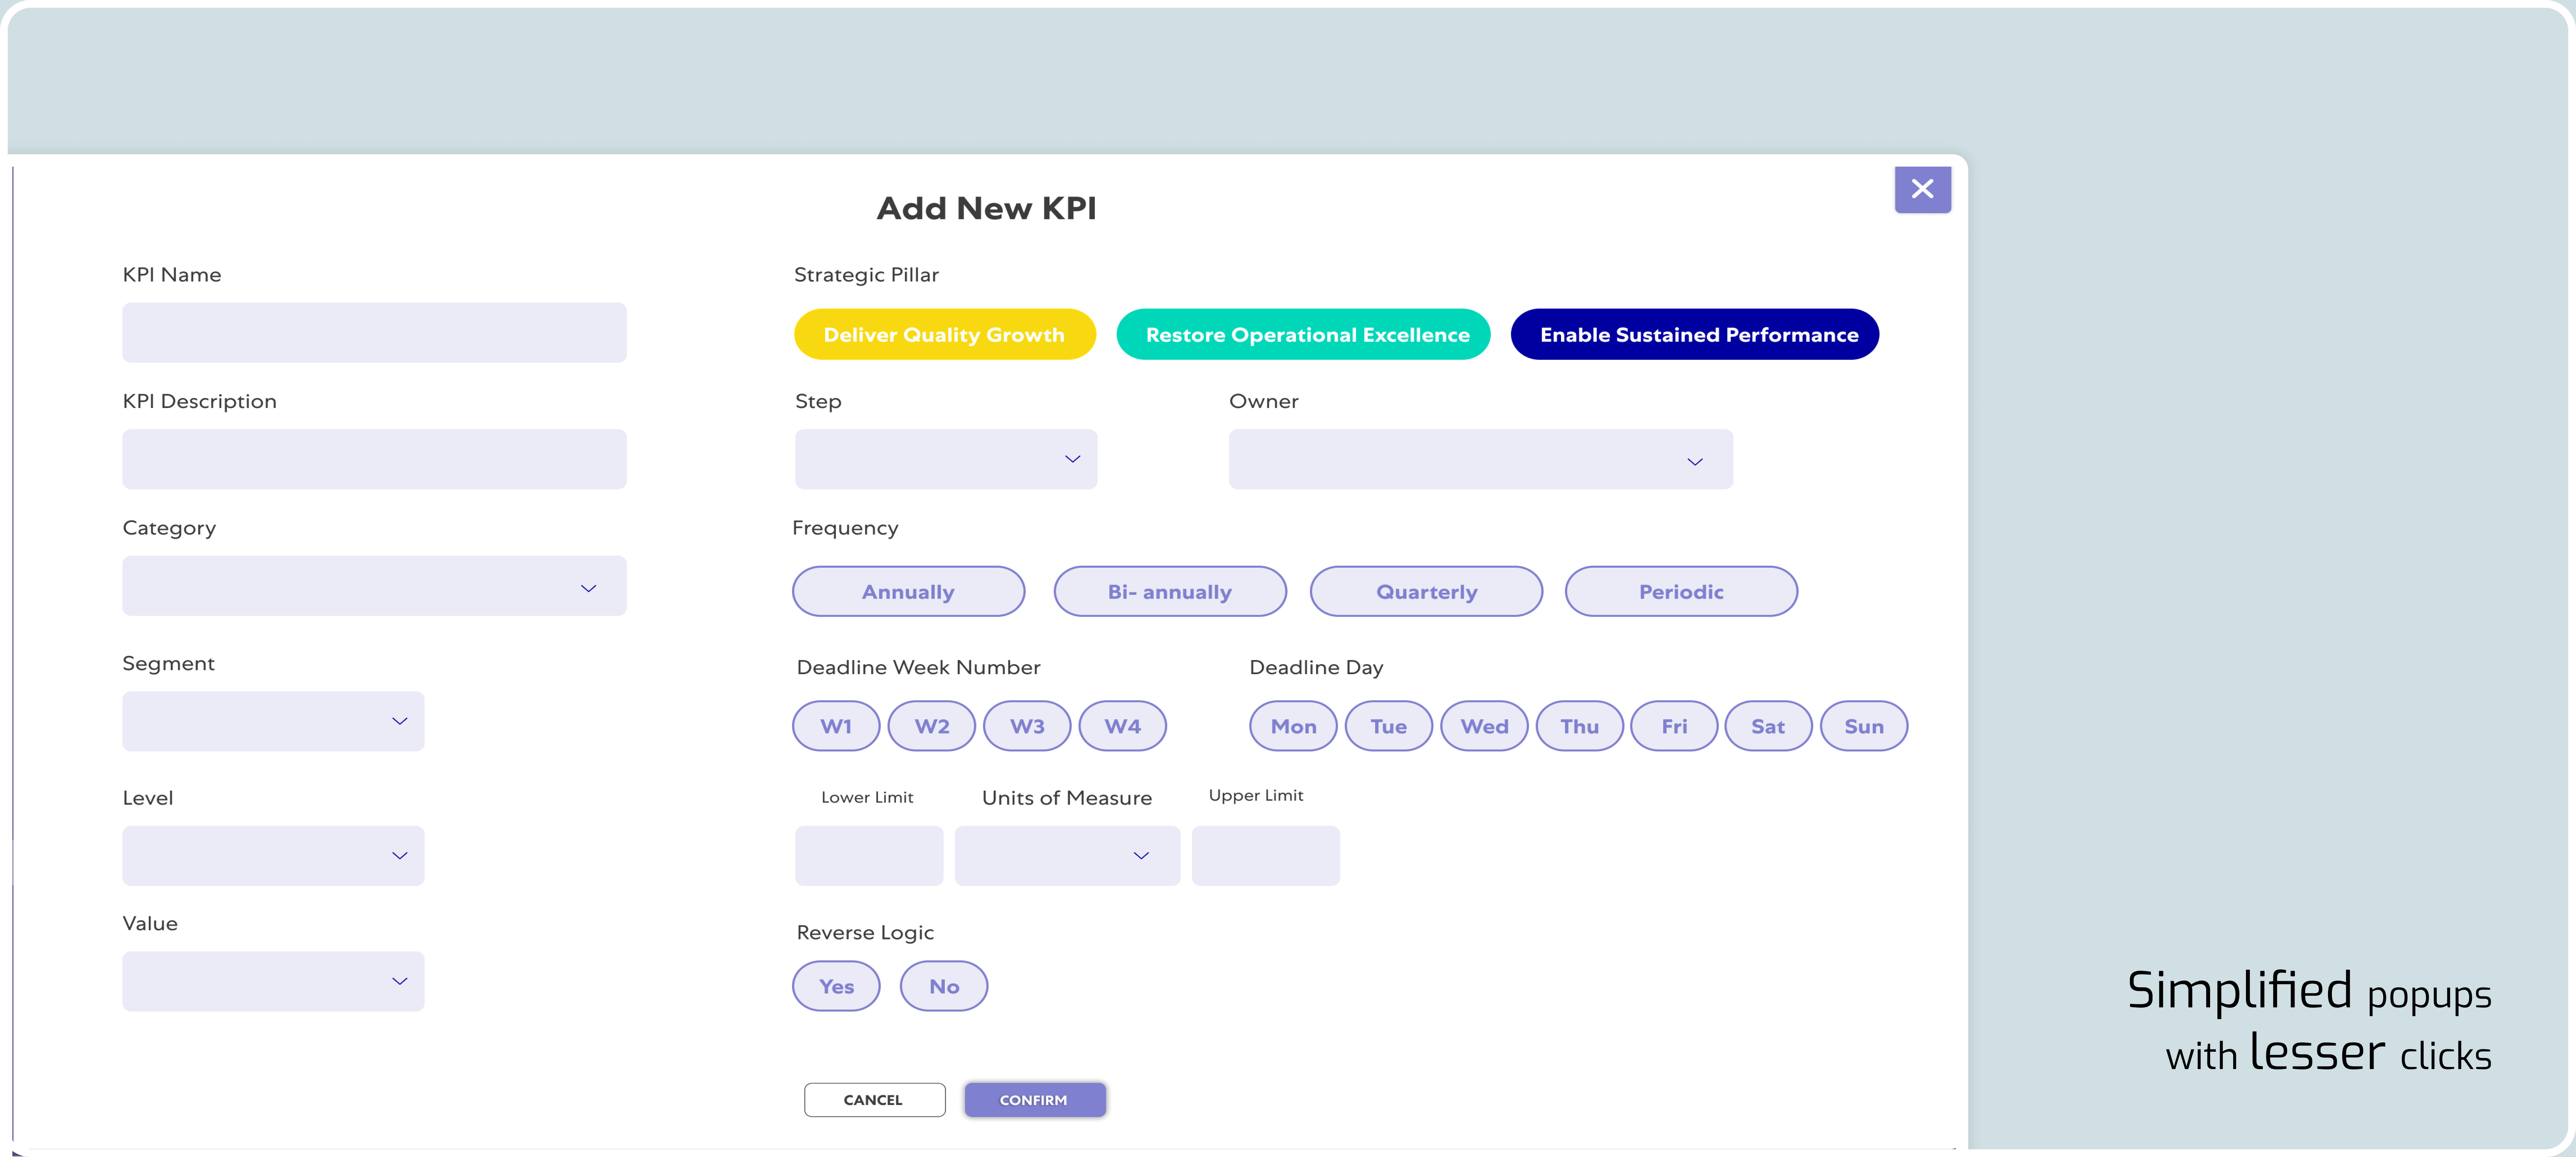 Add New KPI
KPI Name
Strategic Pillar
Deliver Quality Growth
Restore Operational Excellence
Enable Sustained Performance
KPI Description
Step
Owner
Category
Frequency
Annually
Bi- annually
Quarterly
Periodic
Segment
Deadline Week Number
Deadline Day
W1
W2
W3
W4
Mon
Tue
Wed
Thu
Fri
Sat
Sun
Level
Lower Limit
Units of Measure
Upper Limit
Value
Reverse Logic
Yes
No
CANCEL
CONFIRM
Simplified popups
with lesser clicks